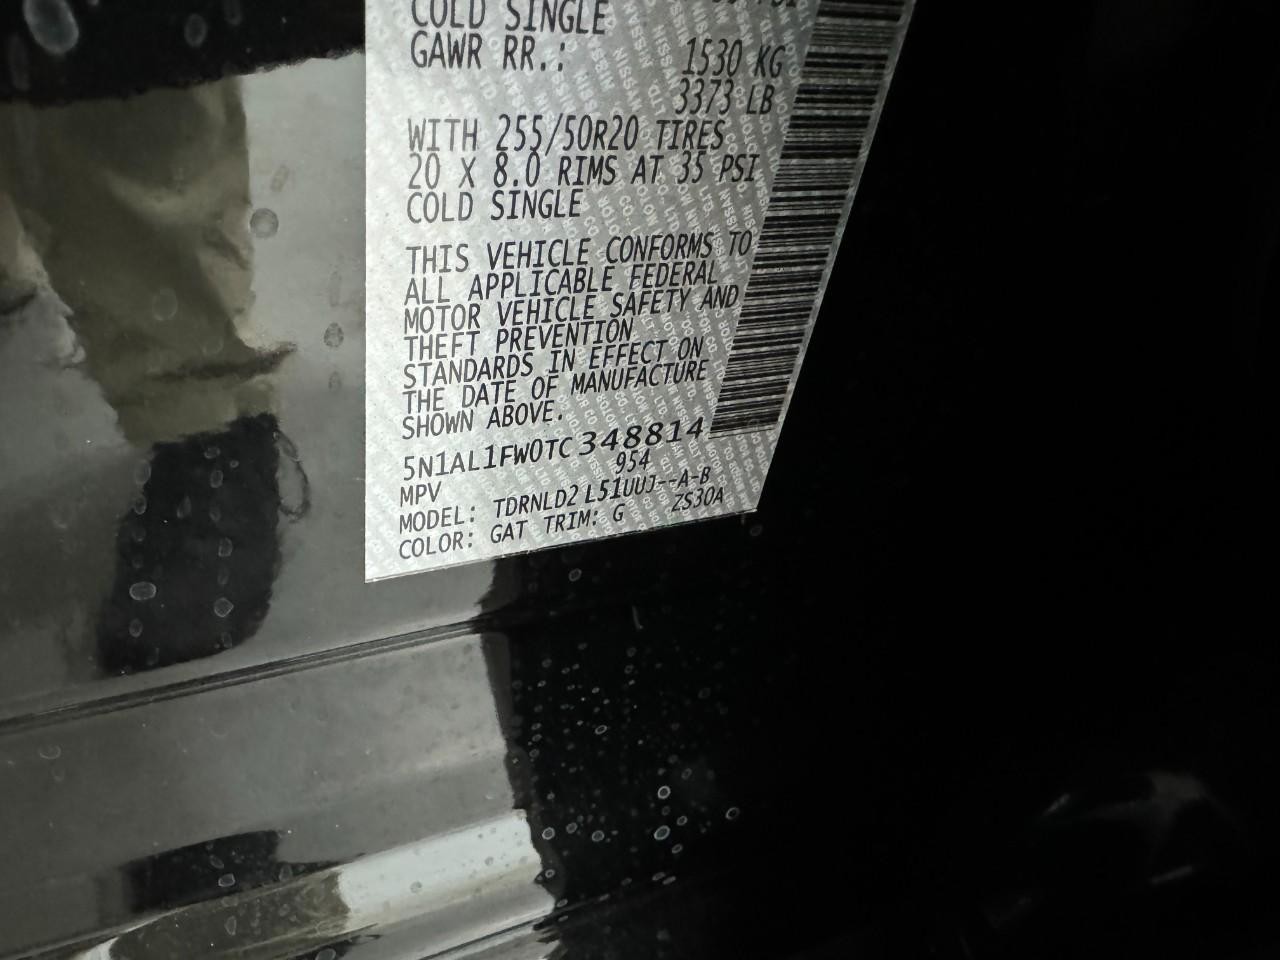 COLD SINGLE
GAWR RR.: 1530 KG
3373 LB
WITH 255/50R20 TIRES
20 X 8.0 RIMS AT 35 PSI
COLD SINGLE
THIS VEHICLE CONFORMS TO
ALL APPLICABLE FEDERAL
MOTOR VEHICLE SAFETY AND
THEFT PREVENTION
STANDARDS IN EFFECT ON
THE DATE OF MANUFACTURE
SHOWN ABOVE.
5N1AL1FW0TC348814
MPV 954
MODEL: TDRNLD2 L51UUJ--A-B
COLOR: GAT TRIM: G ZS30A